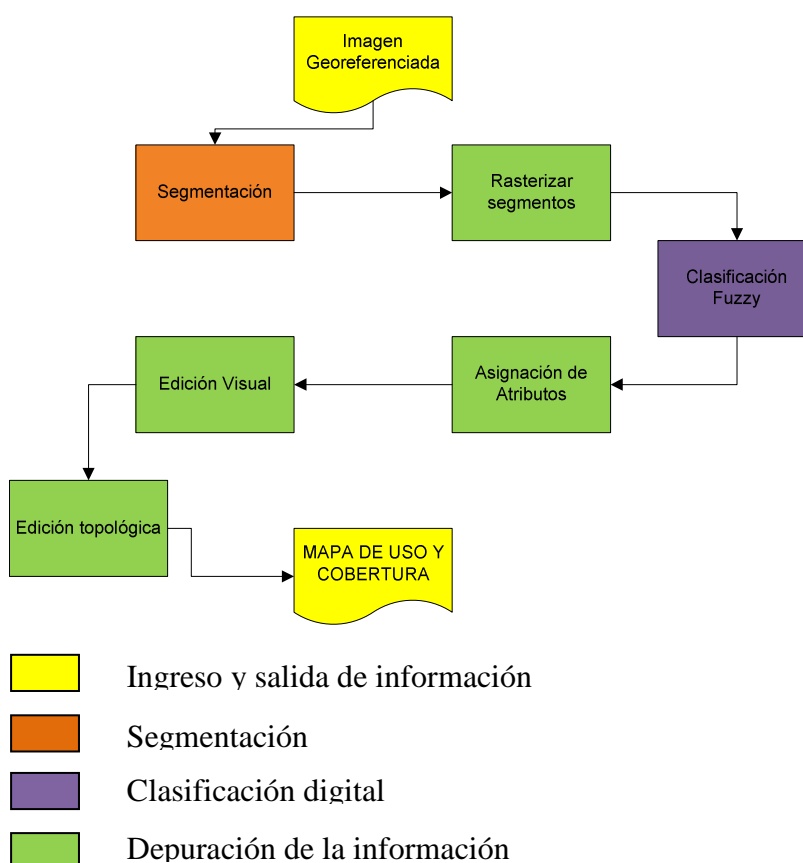 Imagen
Georeferenciada
Segmentación
Rasterizar
segmentos
Clasificación
Fuzzy
Edición Visual
Asignación de
Atributos
Edición topológica
MAPA DE USO Y
COBERTURA
Ingreso y salida de información
Segmentación
Clasificación digital
Depuración de la información